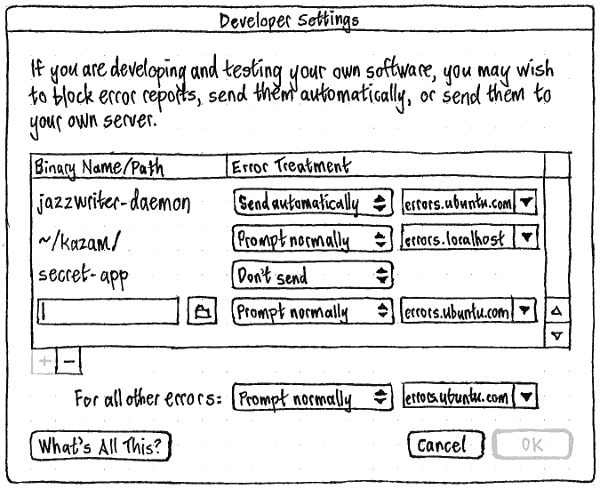 Developer Settings
If you are developing and testing your own software, you may wish
to block error reports, send them automatically, or send them to
your own server.
Binary Name/Path Error Treatment
jazzwriter-daemon Send automatically errors.ubuntu.com
~/kazam/ Prompt normally errors.localhost
secret-app Don't send
Prompt normally errors.ubuntu.com
+ −
For all other errors: Prompt normally errors.ubuntu.com
What's All This? Cancel OK